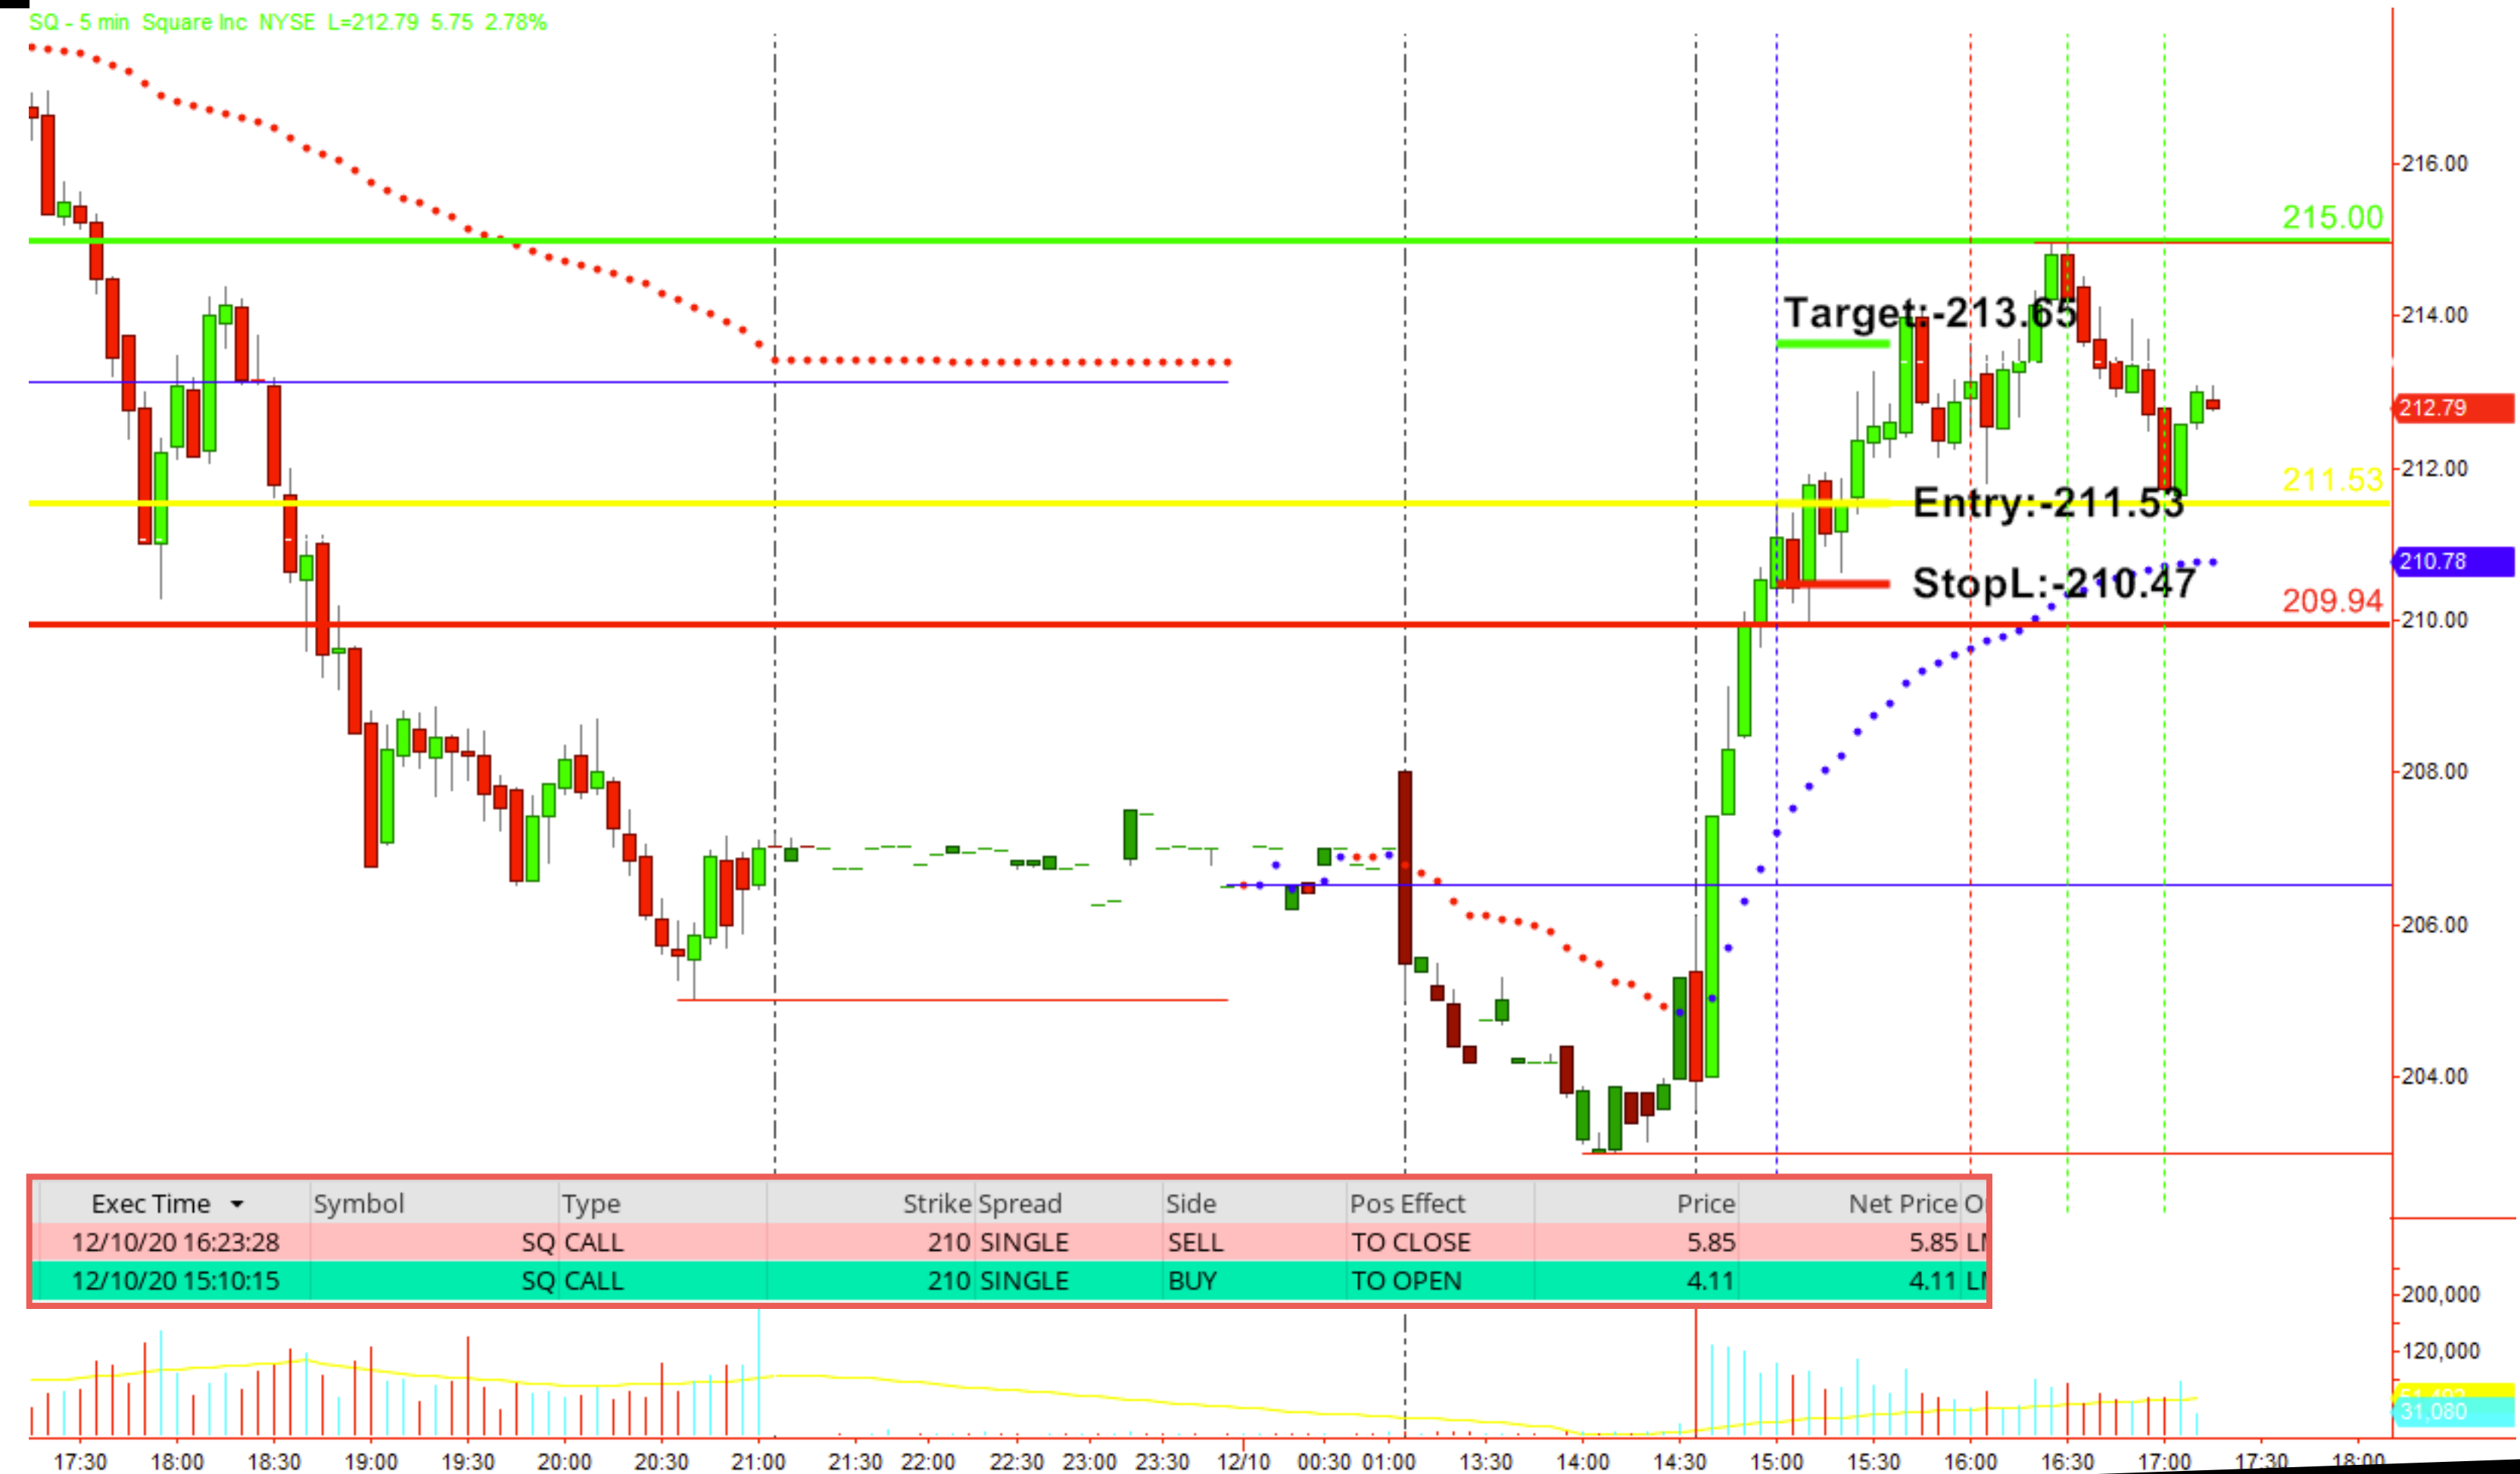 SQ - 5 min Square Inc NYSE L=212.79 5.75 2.78%
216.00
215.00
Target:-213.65
214.00
212.79
212.00
211.53
Entry:-211.53
210.78
StopL:-210.47
209.94
210.00
208.00
206.00
204.00
Exec Time Symbol Type Strike Spread Side Pos Effect Price Net Price
12/10/20 16:23:28 SQ CALL 210 SINGLE SELL TO CLOSE 5.85 5.85
12/10/20 15:10:15 SQ CALL 210 SINGLE BUY TO OPEN 4.11 4.11
200,000
120,000
51,492
31,080
17:30 18:00 18:30 19:00 19:30 20:00 20:30 21:00 21:30 22:00 22:30 23:00 23:30 12/10 00:30 01:00 13:30 14:00 14:30 15:00 15:30 16:00 16:30 17:00 17:30 18:00